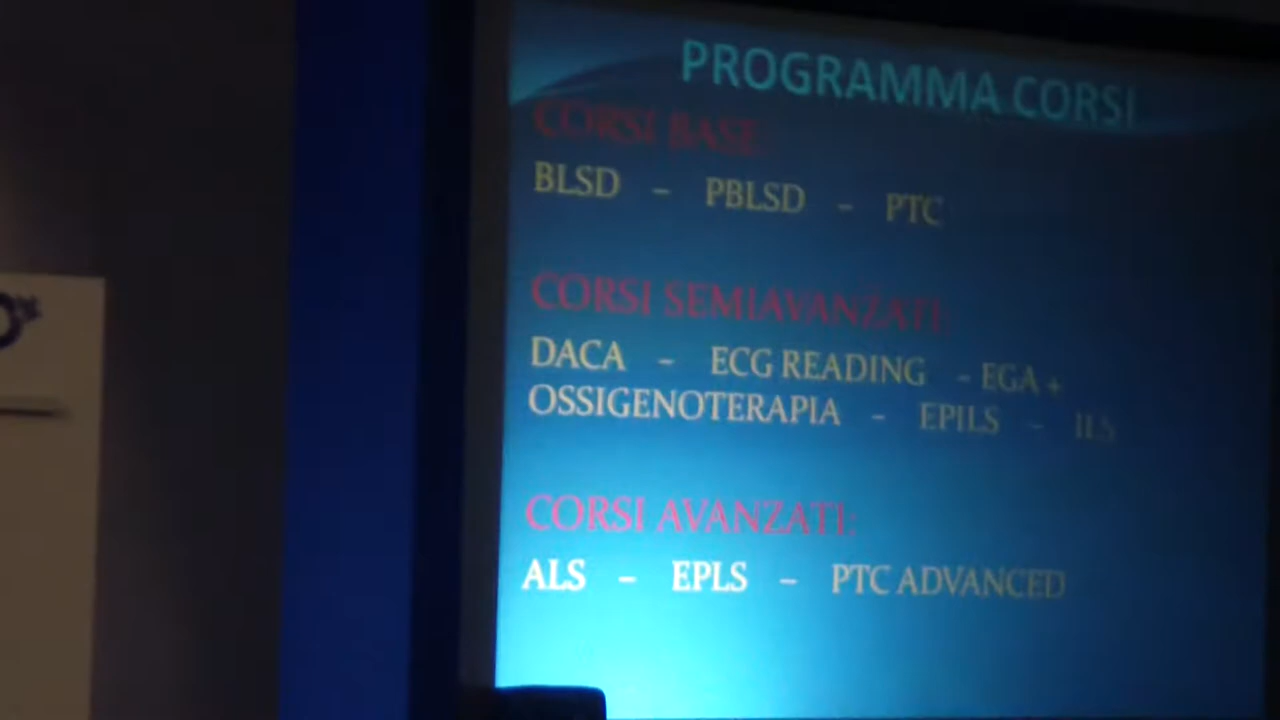 PROGRAMMA CORSI
CORSI BASE:
BLSD – PBLSD – PTC
CORSI SEMIAVANZATI:
DACA – ECG READING – EGA +
OSSIGENOTERAPIA – EPILS – ILS
CORSI AVANZATI:
ALS – EPLS – PTC ADVANCED